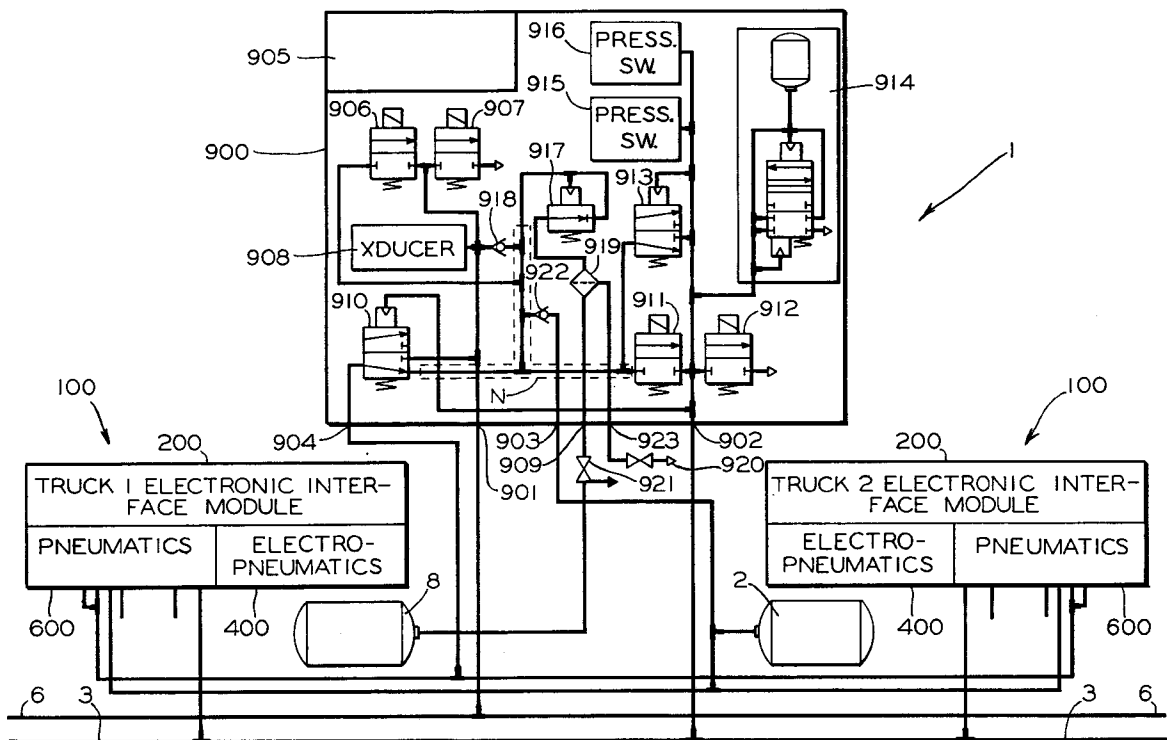 916
PRESS.
SW.
905
914
906
907
915
PRESS.
SW.
1
900
917
913
918
908
XDUCER
919
922
910
911
912
N
100
904
903
923
902
100
909
920
200
901
921
200
TRUCK 1 ELECTRONIC INTER-
FACE MODULE
TRUCK 2 ELECTRONIC INTER-
FACE MODULE
PNEUMATICS
ELECTRO-
PNEUMATICS
ELECTRO-
PNEUMATICS
PNEUMATICS
8
2
600
400
400
600
6
3
3
6